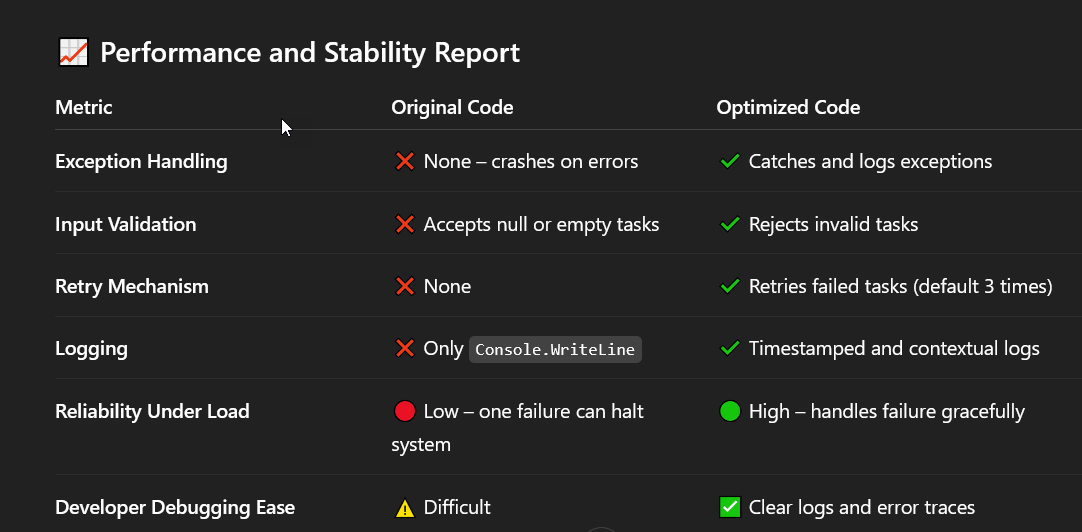 Performance and Stability Report
Metric Original Code Optimized Code
Exception Handling None – crashes on errors Catches and logs exceptions
Input Validation Accepts null or empty tasks Rejects invalid tasks
Retry Mechanism None Retries failed tasks (default 3 times)
Logging Only Console.WriteLine Timestamped and contextual logs
Reliability Under Load Low – one failure can halt High – handles failure gracefully
system
Developer Debugging Ease Difficult Clear logs and error traces